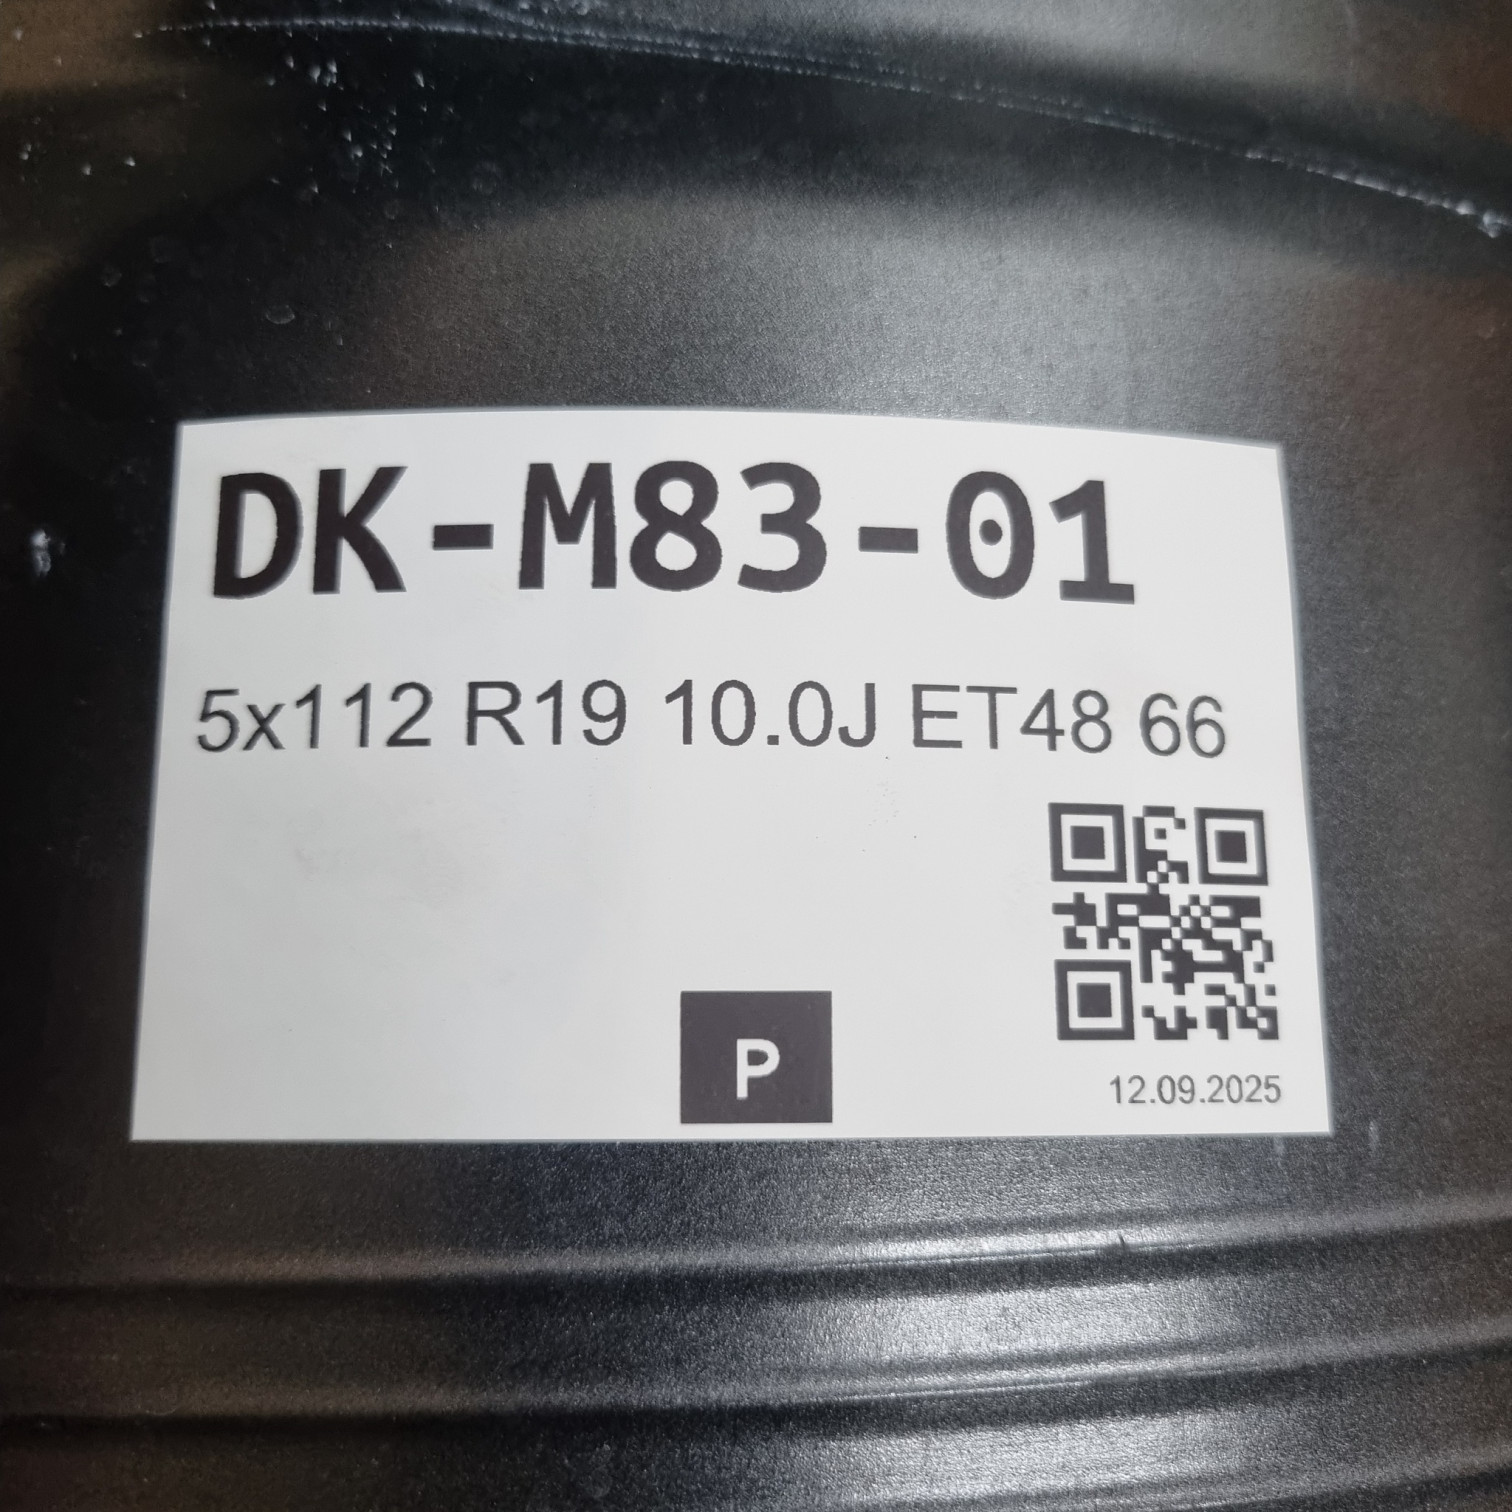 DK-M83-01
5x112 R19 10.0J ET48 66
P
12.09.2025